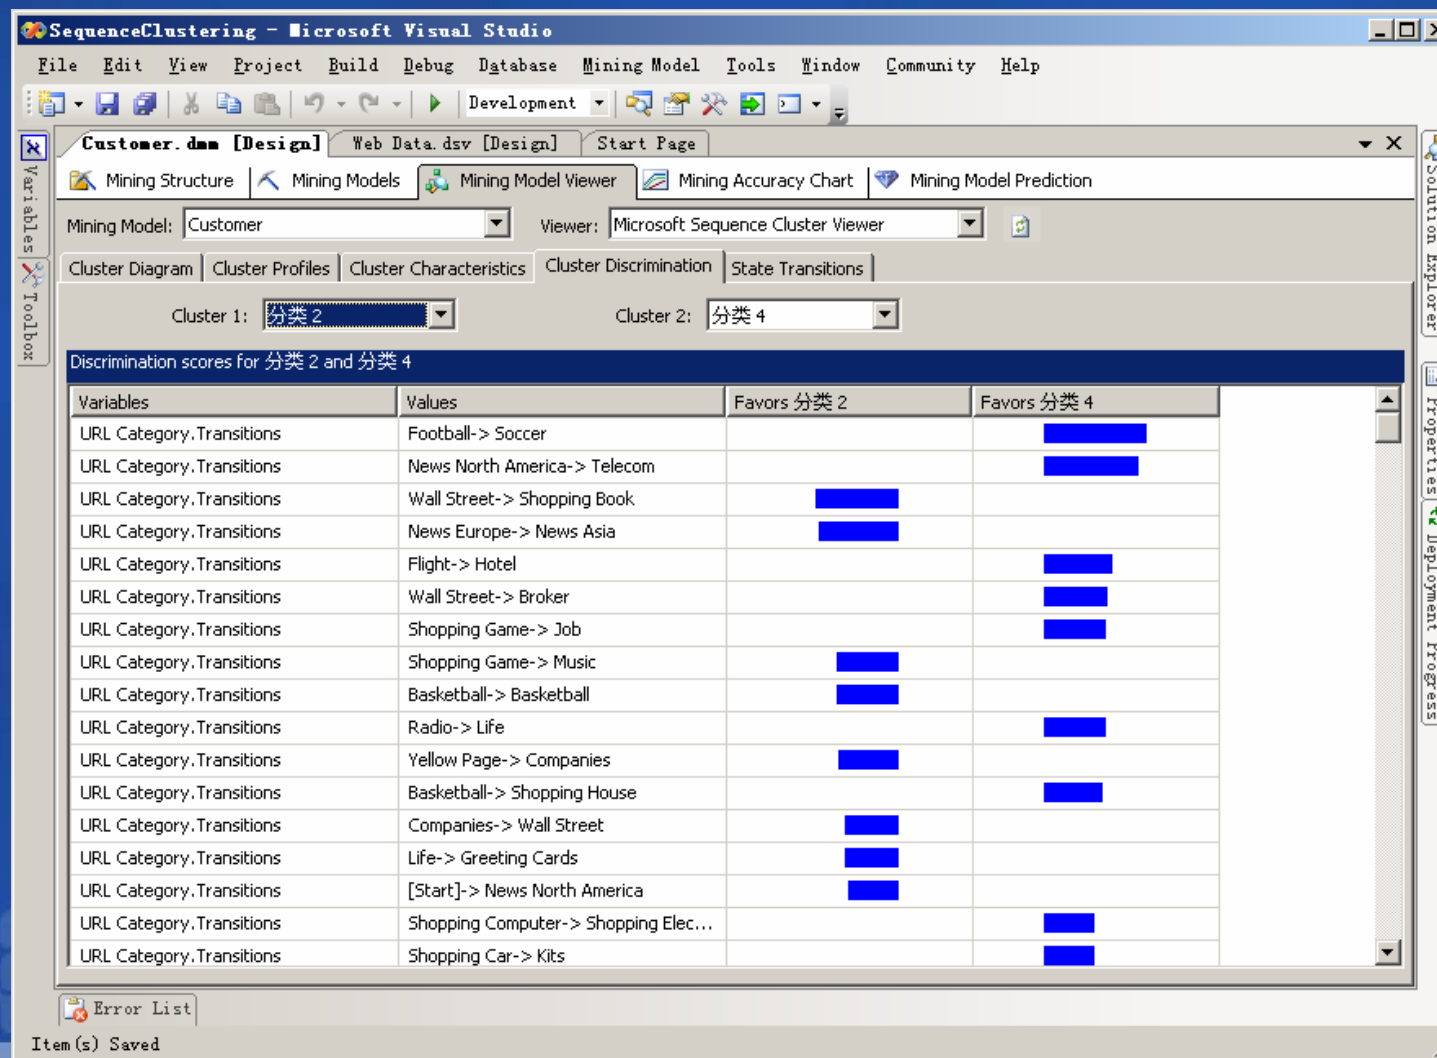 SequenceClustering - Microsoft Visual Studio
File Edit View Project Build Debug Database Mining Model Tools Window Community Help
Development
Customer.dmm [Design] Web Data.dsv [Design] Start Page
Mining Structure Mining Models Mining Model Viewer Mining Accuracy Chart Mining Model Prediction
Mining Model: Customer Viewer: Microsoft Sequence Cluster Viewer
Cluster Diagram Cluster Profiles Cluster Characteristics Cluster Discrimination State Transitions
Cluster 1: 分类 2 Cluster 2: 分类 4
Discrimination scores for 分类 2 and 分类 4
Variables Values Favors 分类 2 Favors 分类 4
URL Category.Transitions Football-> Soccer
URL Category.Transitions News North America-> Telecom
URL Category.Transitions Wall Street-> Shopping Book
URL Category.Transitions News Europe-> News Asia
URL Category.Transitions Flight-> Hotel
URL Category.Transitions Wall Street-> Broker
URL Category.Transitions Shopping Game-> Job
URL Category.Transitions Shopping Game-> Music
URL Category.Transitions Basketball-> Basketball
URL Category.Transitions Radio-> Life
URL Category.Transitions Yellow Page-> Companies
URL Category.Transitions Basketball-> Shopping House
URL Category.Transitions Companies-> Wall Street
URL Category.Transitions Life-> Greeting Cards
URL Category.Transitions [Start]-> News North America
URL Category.Transitions Shopping Computer-> Shopping Elec...
URL Category.Transitions Shopping Car-> Kits
Variables
Toolbox
Solution Explorer
Properties
Deployment Progress
Error List
Item(s) Saved